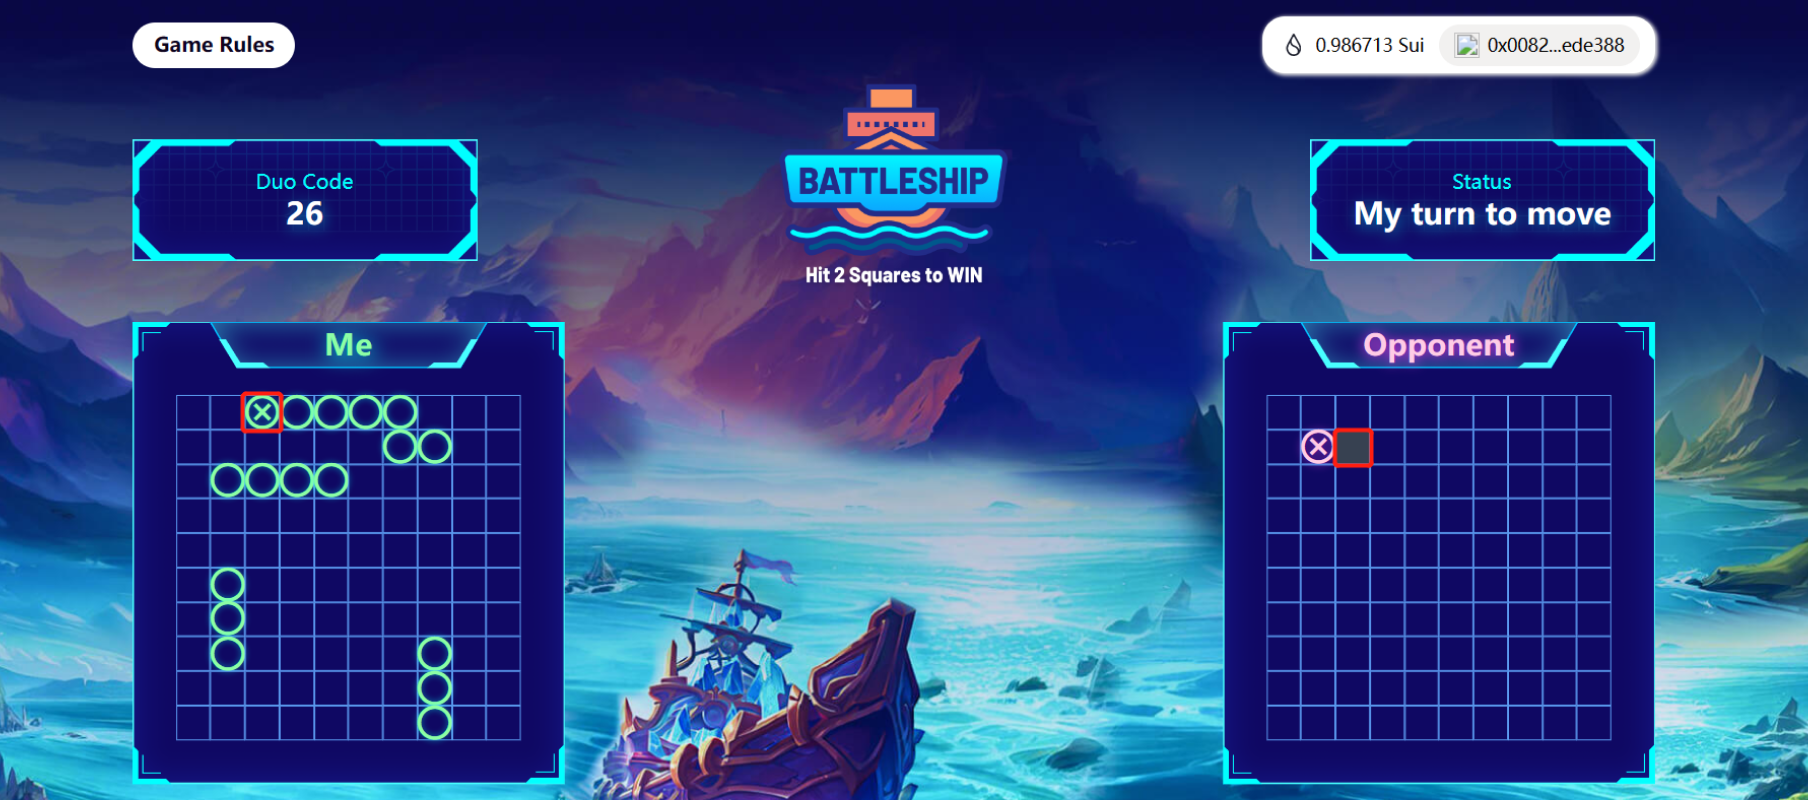 Game Rules
0.986713 Sui
0x0082...ede388
Duo Code
26
BATTLESHIP
Hit 2 Squares to WIN
Status
My turn to move
Me
Opponent